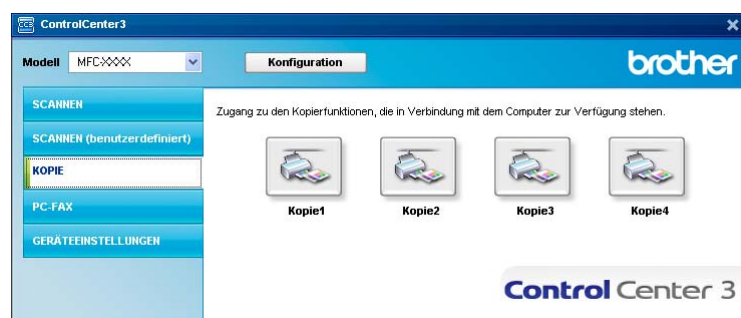 ControlCenter3
Modell MFC-XXXX Konfiguration brother
SCANNEN
Zugang zu den Kopierfunktionen, die in Verbindung mit dem Computer zur Verfügung stehen.
SCANNEN (benutzerdefiniert)
KOPIE
PC-FAX
Kopie1 Kopie2 Kopie3 Kopie4
GERÄTEEINSTELLUNGEN
Control Center 3